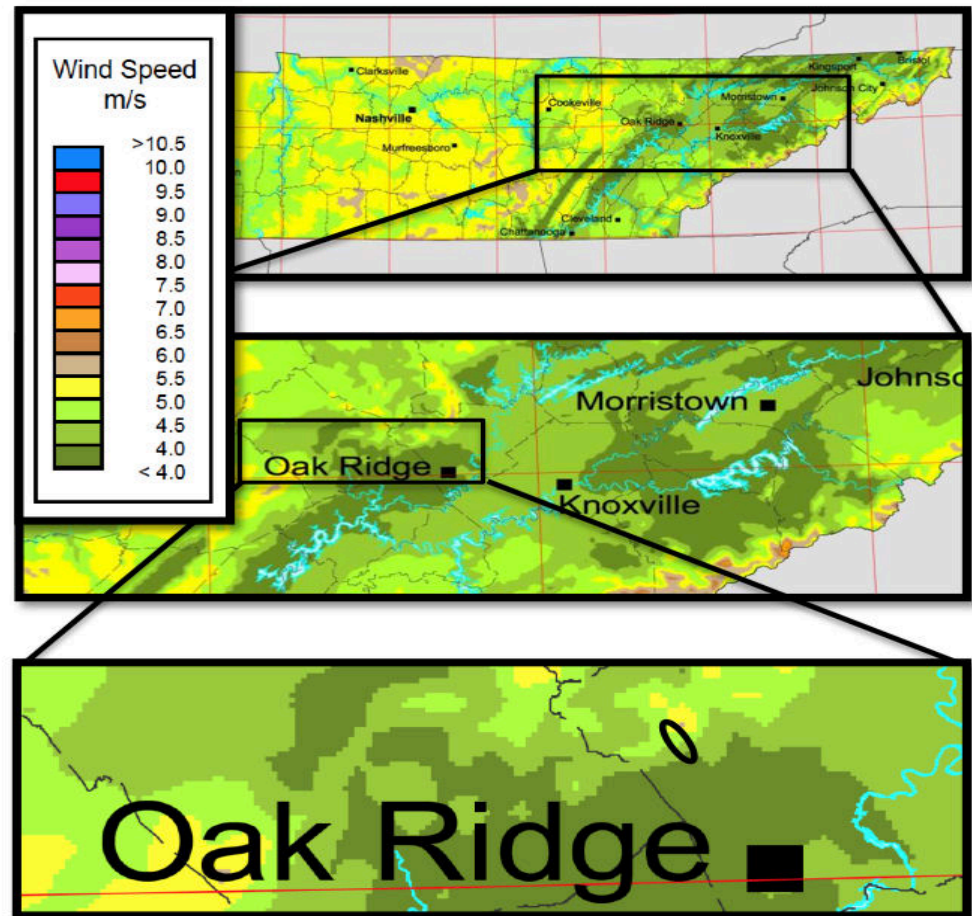 Wind Speed
m/s
>10.5
10.0
9.5
9.0
8.5
8.0
7.5
7.0
6.5
6.0
5.5
5.0
4.5
4.0
< 4.0
Clarksville
Nashville
Murfreesboro
Cookeville
Oak Ridge
Knoxville
Morristown
Kingsport
Bristol
Johnson City
Cleveland
Chattanooga
Johnsc
Morristown
Oak Ridge
Knoxville
Oak Ridge